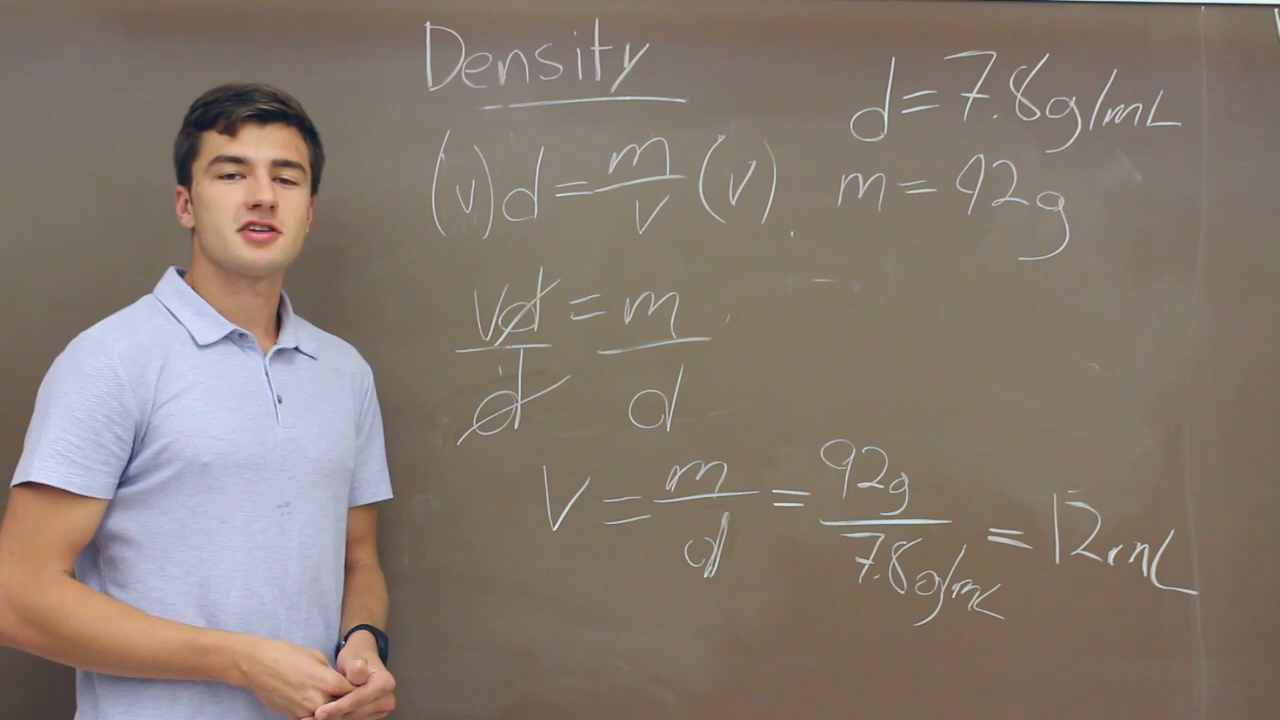 Density
d = 7.8g/mL
(v)d = m/v (v)
m = 92g
vd/d = m/d
V = m/d = 92g/7.8g/mL = 12mL